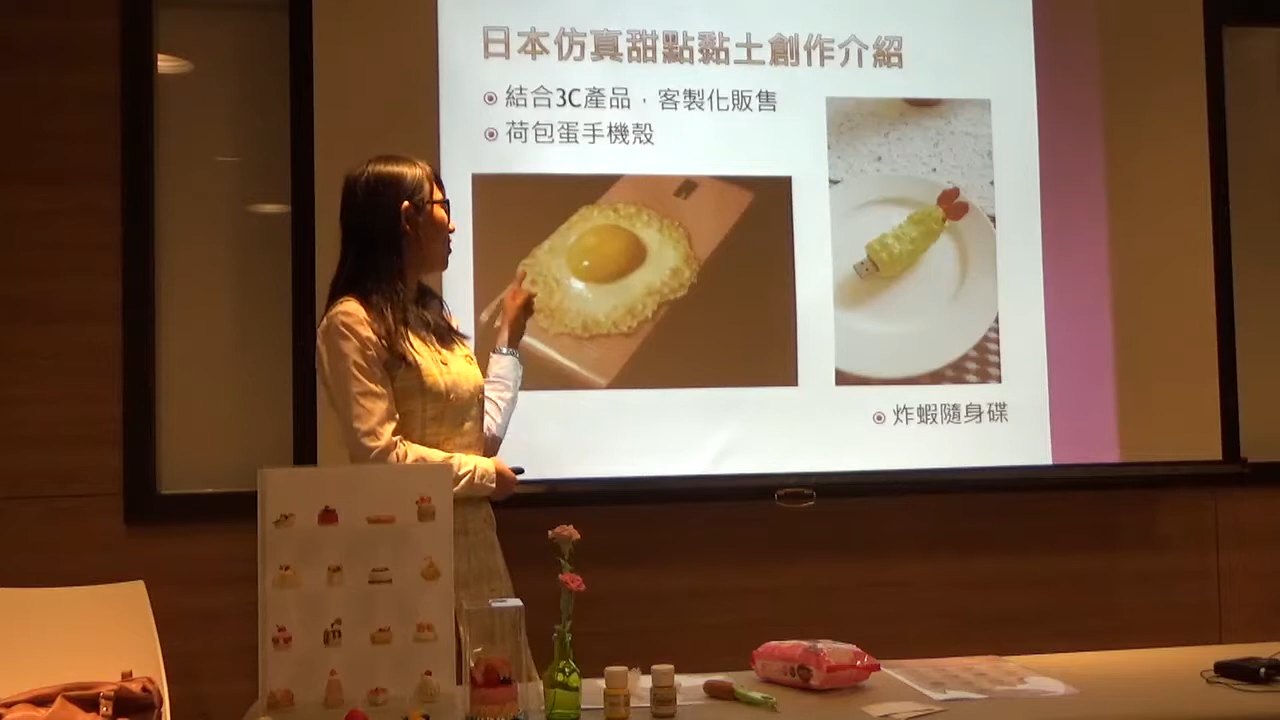 日本仿真甜點黏土創作介紹
結合3C產品，客製化販售
荷包蛋手機殼
炸蝦隨身碟